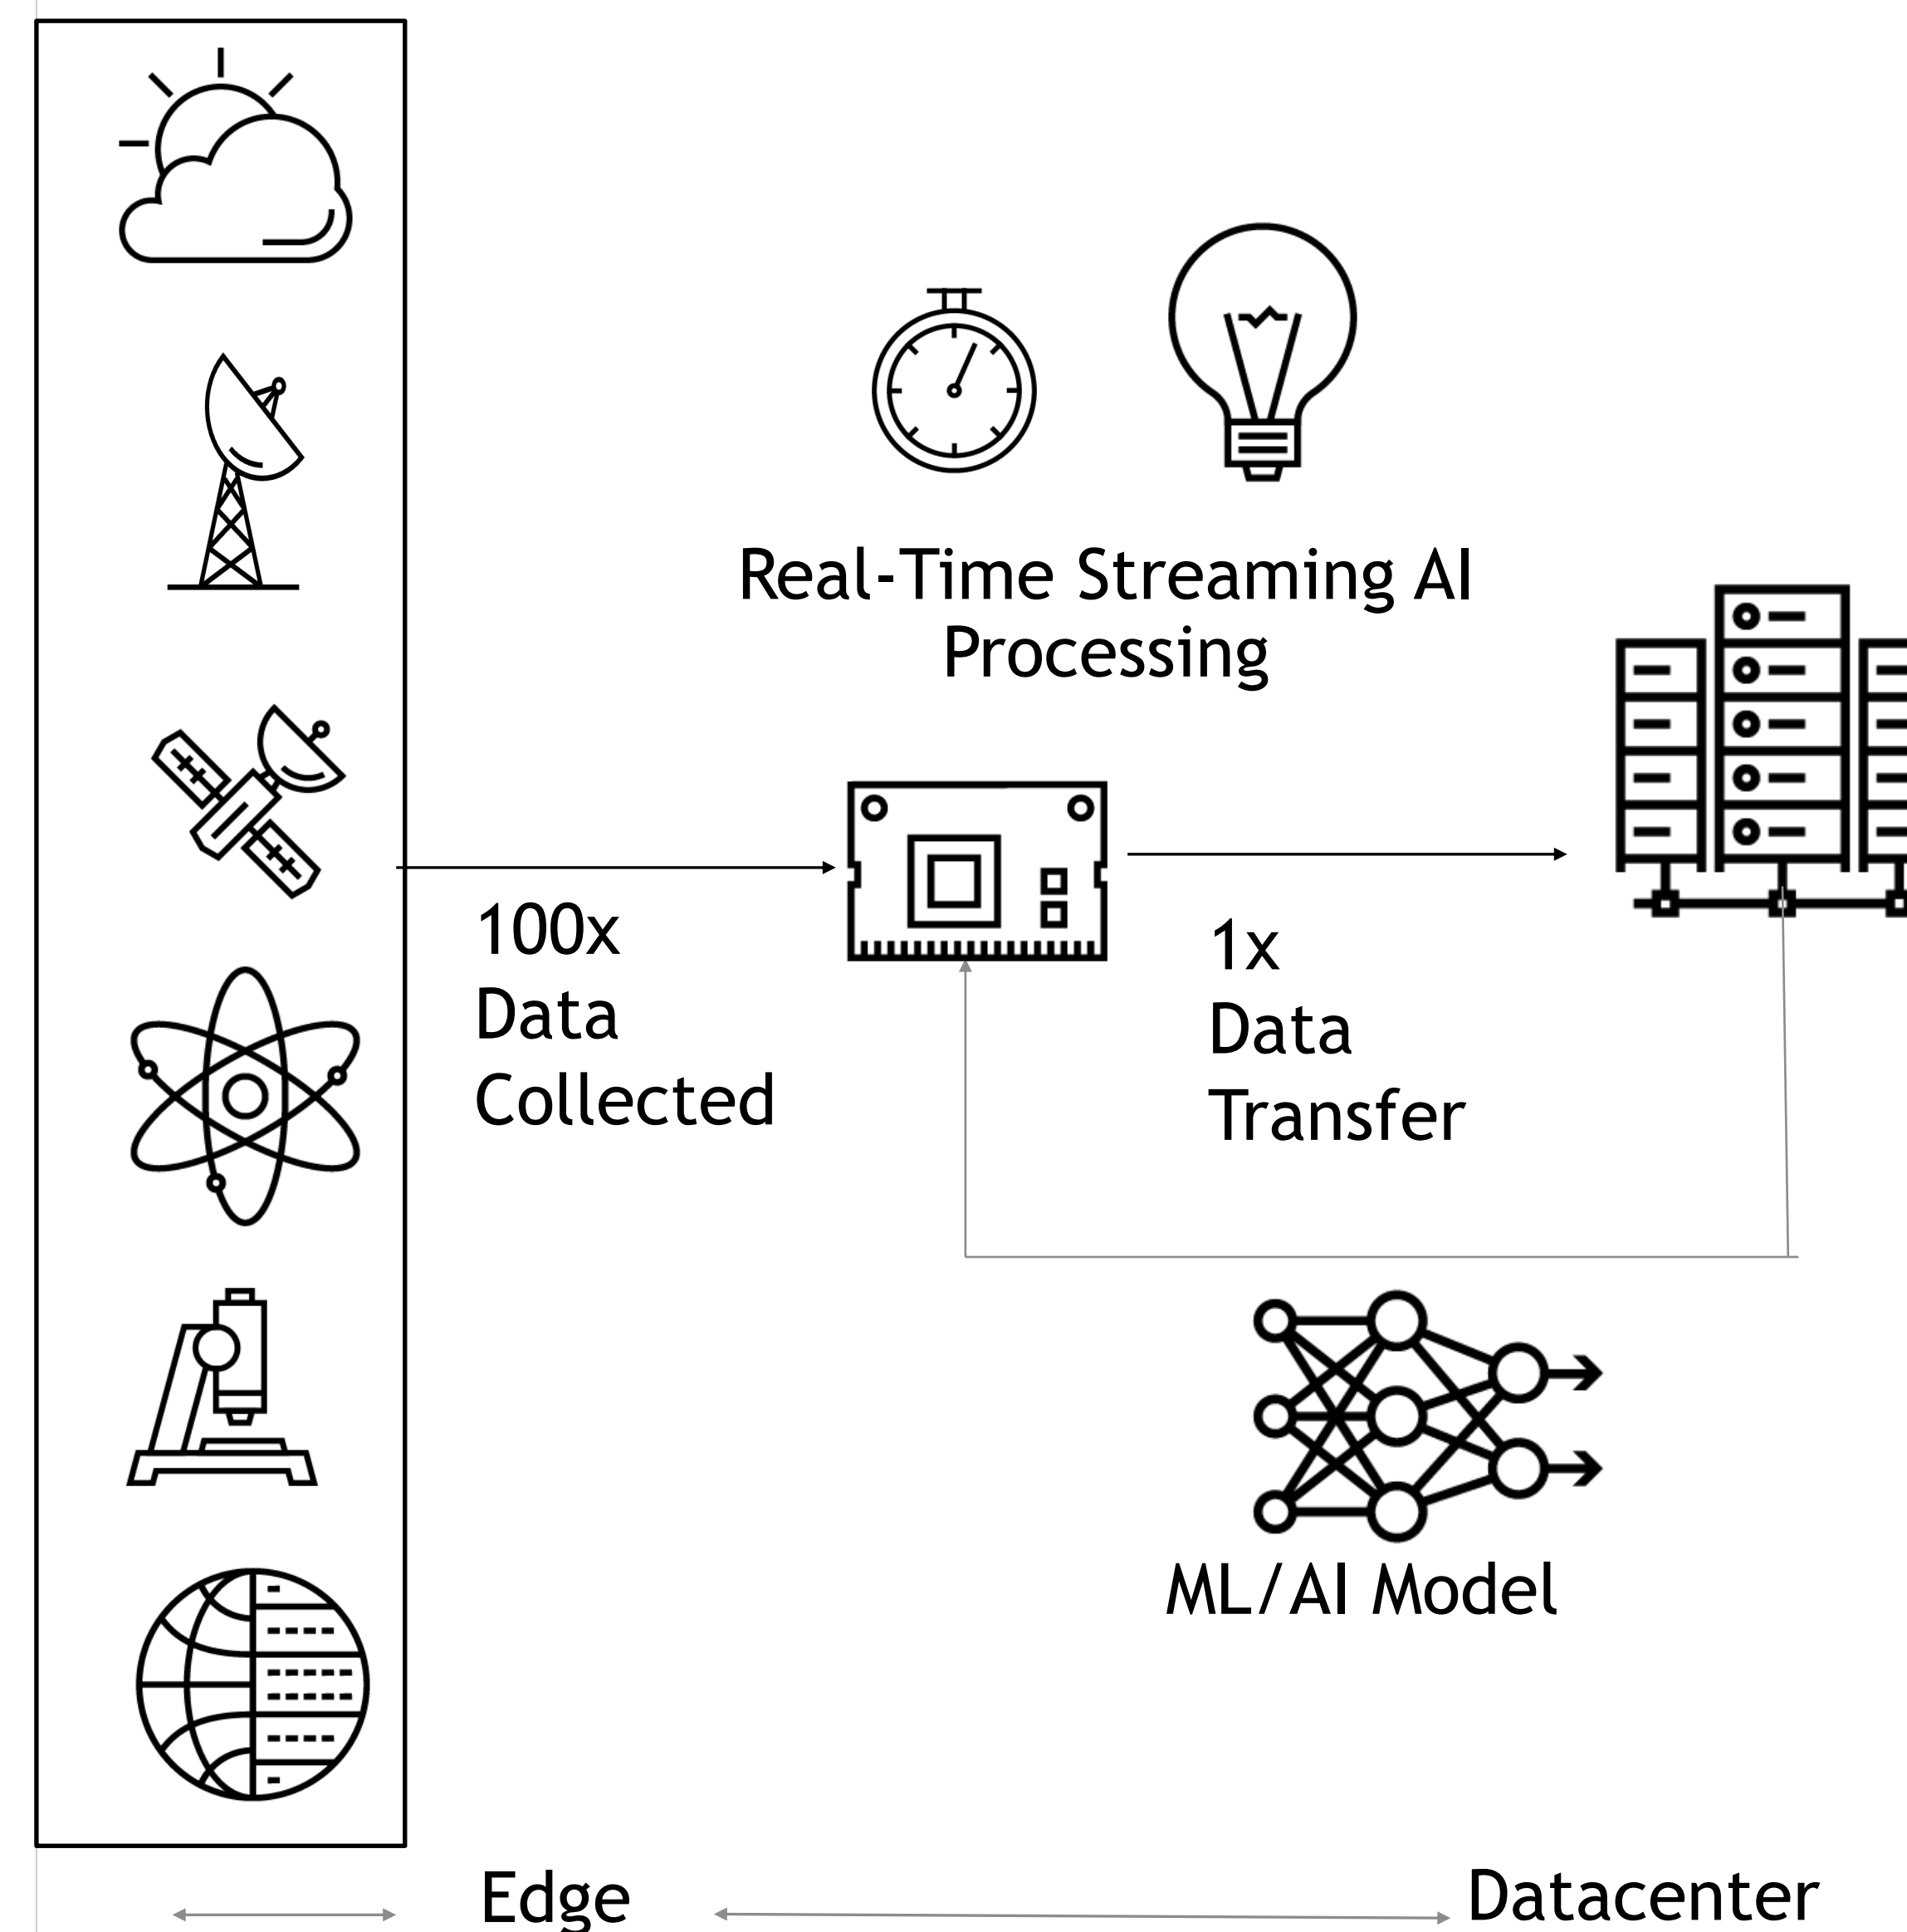 Real-Time Streaming AI
Processing
100x
Data
Collected
1x
Data
Transfer
ML/AI Model
Edge
Datacenter